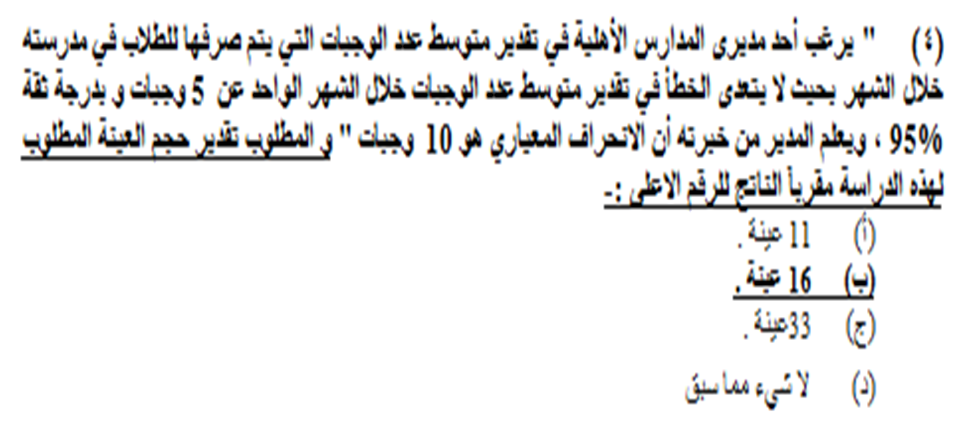 (٤) " يرغب أحد مديرى المدارس الأهلية في تقدير متوسط عدد الوجبات التي يتم صرفها للطلاب في مدرسته
خلال الشهر بحيث لا يتعدى الخطأ في تقدير متوسط عدد الوجبات خلال الشهر الواحد عن 5 وجبات و بدرجة ثقة
95% ، ويعلم المدير من خبرته أن الانحراف المعياري هو 10 وجبات " و المطلوب تقدير حجم العينة المطلوب
لهذه الدراسة مقرباً الناتج للرقم الاعلى :-
(أ) 11 عينة .
(ب) 16 عينة .
(ج) 33عينة .
(د) لا شيء مما سبق